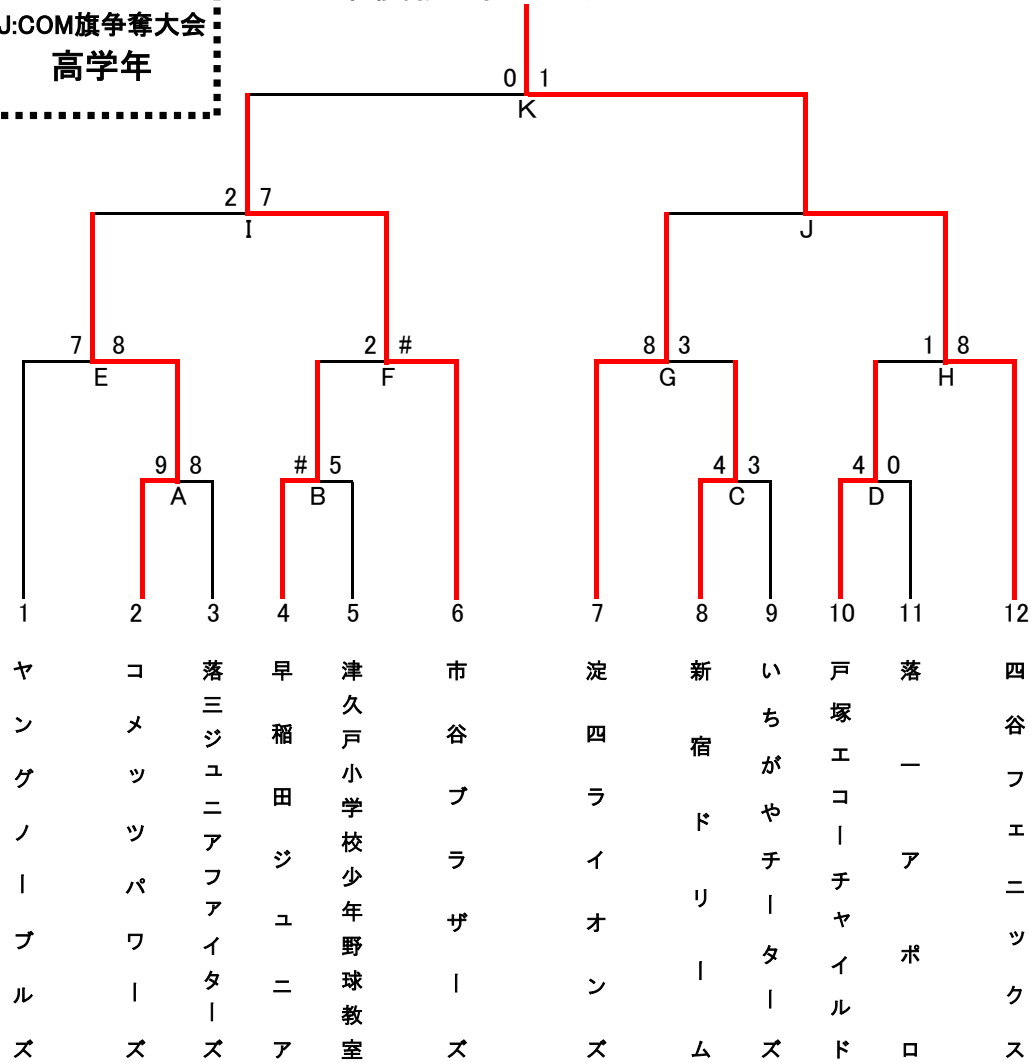 J:COM旗争奪大会
高学年
0 1
K
2 7
I
J
7 8
E
2 #
F
8 3
G
1 8
H
9 8
A
# 5
B
4 3
C
4 0
D
1
2
3
4
5
6
7
8
9
10
11
12
ヤングノーブルズ
コメッツパワーズ
落三ジュニアファイターズ
早稲田ジュニア
津久戸小学校少年野球教室
市谷ブラザーズ
淀四ライオンズ
新宿ドリーム
いちがやチーターズ
戸塚エコーチャイルド
落一アポロ
四谷フェニックス